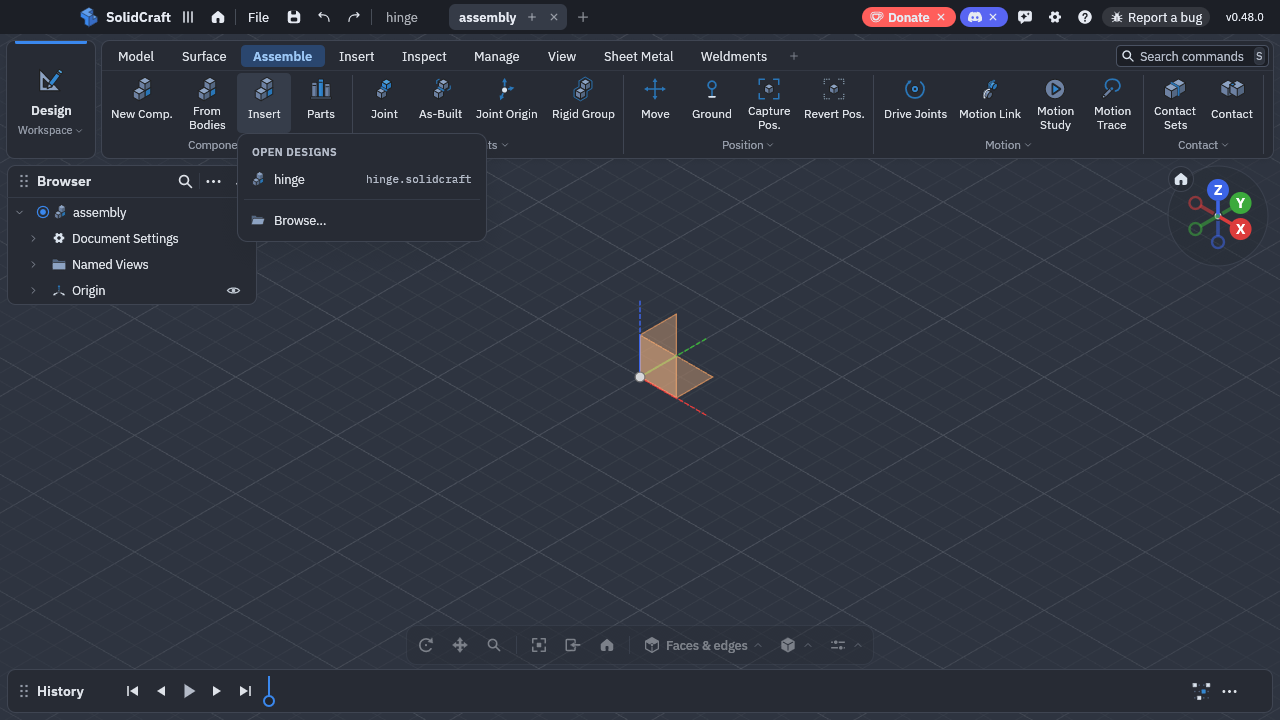 SolidCraft File hinge assembly Donate Report a bug v0.48.0
Model Surface Assemble Insert Inspect Manage View Sheet Metal Weldments Search commands S
Design
Workspace
New Comp. From Bodies Insert Parts Joint As-Built Joint Origin Rigid Group Move Ground Capture Pos. Revert Pos. Drive Joints Motion Link Motion Study Motion Trace Contact Sets Contact
Position Motion Contact
OPEN DESIGNS
hinge hinge.solidcraft
Browse...
Browser
assembly
Document Settings
Named Views
Origin
Z
Y
X
Faces & edges
History